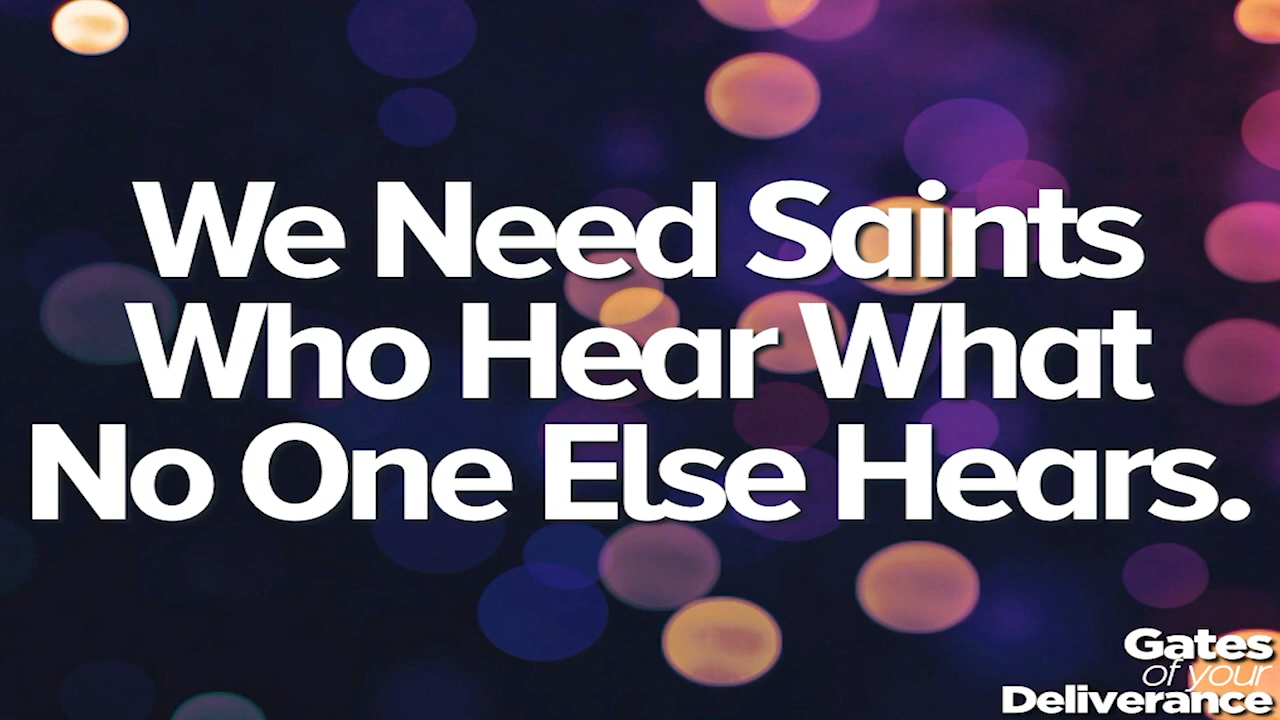 We Need Saints
Who Hear What
No One Else Hears.
Gates
of your
Deliverance